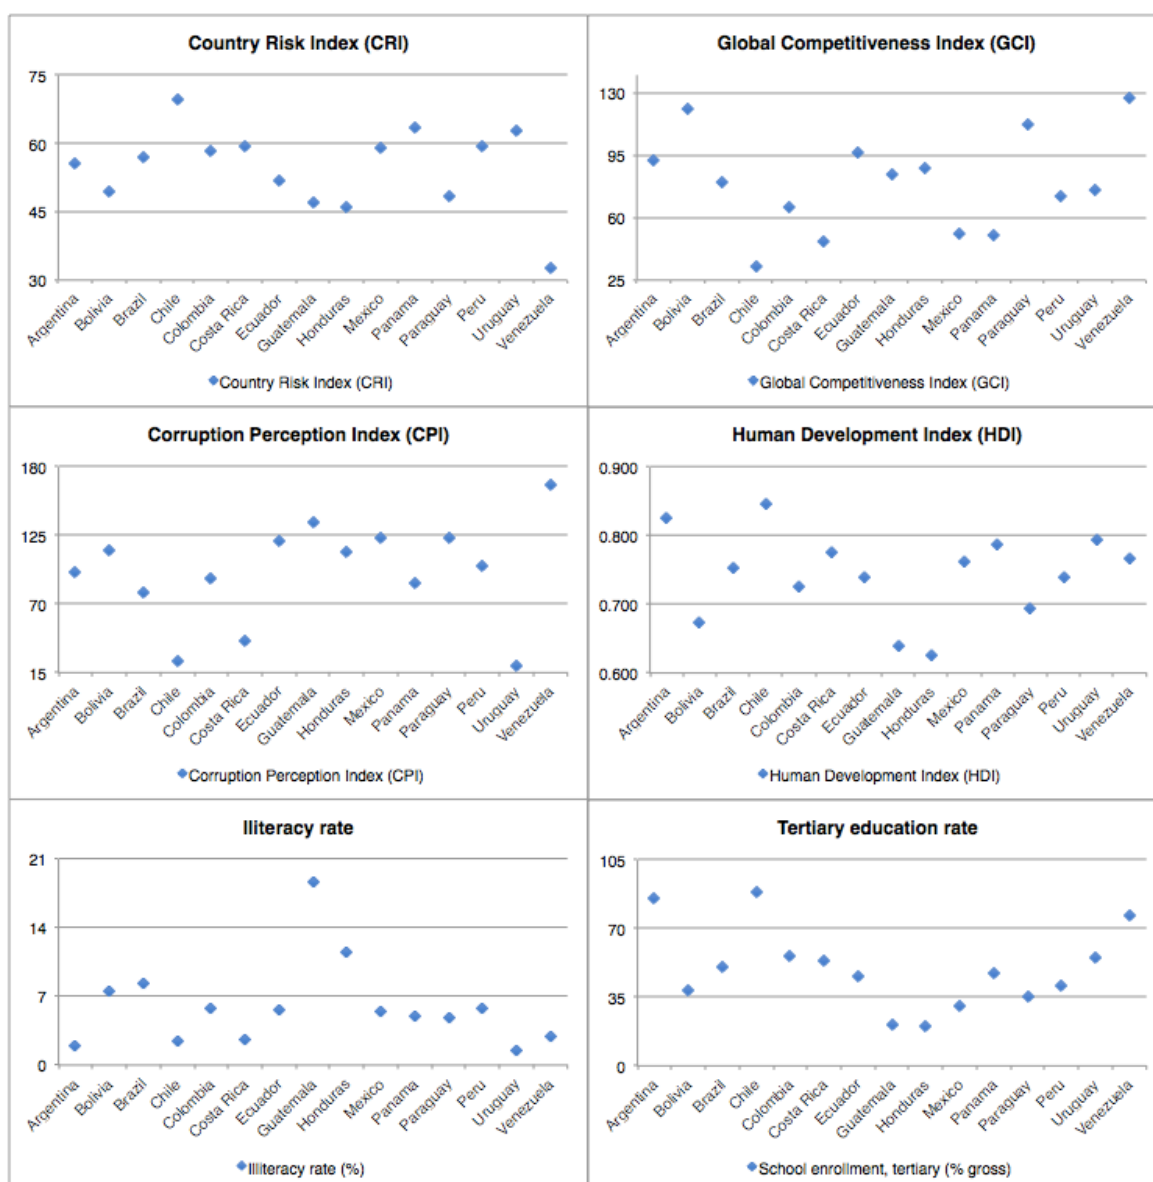 Country Risk Index (CRI)
75
60
45
30
Argentina
Bolivia
Brazil
Chile
Colombia
Costa Rica
Ecuador
Guatemala
Honduras
Mexico
Panama
Paraguay
Peru
Uruguay
Venezuela
Country Risk Index (CRI)
Global Competitiveness Index (GCI)
130
95
60
25
Argentina
Bolivia
Brazil
Chile
Colombia
Costa Rica
Ecuador
Guatemala
Honduras
Mexico
Panama
Paraguay
Peru
Uruguay
Venezuela
Global Competitiveness Index (GCI)
Corruption Perception Index (CPI)
180
125
70
15
Argentina
Bolivia
Brazil
Chile
Colombia
Costa Rica
Ecuador
Guatemala
Honduras
Mexico
Panama
Paraguay
Peru
Uruguay
Venezuela
Corruption Perception Index (CPI)
Human Development Index (HDI)
0.900
0.800
0.700
0.600
Argentina
Bolivia
Brazil
Chile
Colombia
Costa Rica
Ecuador
Guatemala
Honduras
Mexico
Panama
Paraguay
Peru
Uruguay
Venezuela
Human Development Index (HDI)
Iliteracy rate
21
14
7
0
Argentina
Bolivia
Brazil
Chile
Colombia
Costa Rica
Ecuador
Guatemala
Honduras
Mexico
Panama
Paraguay
Peru
Uruguay
Venezuela
Illiteracy rate (%)
Tertiary education rate
105
70
35
0
Argentina
Bolivia
Brazil
Chile
Colombia
Costa Rica
Ecuador
Guatemala
Honduras
Mexico
Panama
Paraguay
Peru
Uruguay
Venezuela
School enrollment, tertiary (% gross)